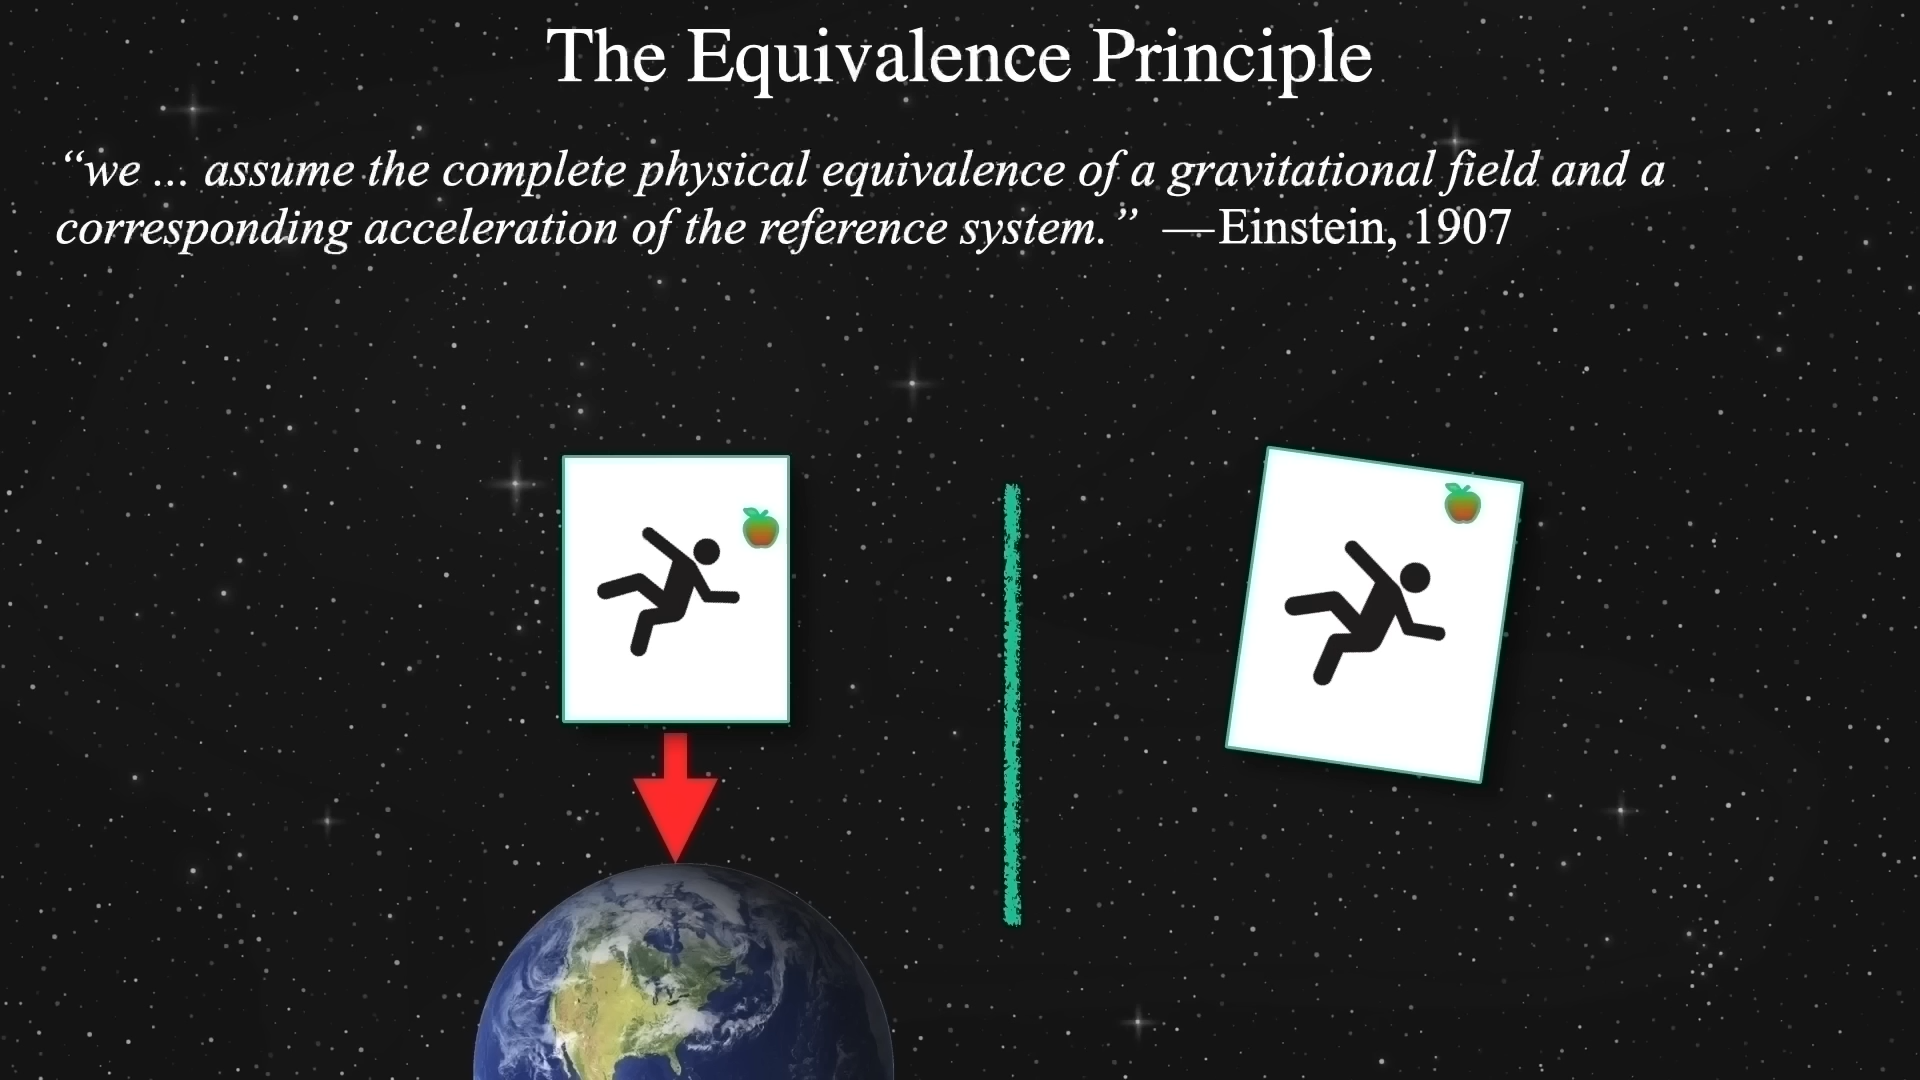 The Equivalence Principle
“we ... assume the complete physical equivalence of a gravitational field and a
corresponding acceleration of the reference system.” —Einstein, 1907